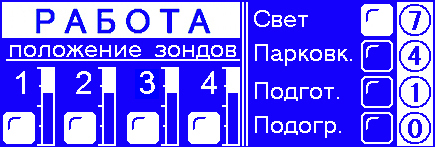 РАБОТА
положение зондов
1 2 3 4
Свет 7
Парковк. 4
Подгот. 1
Подогр. 0